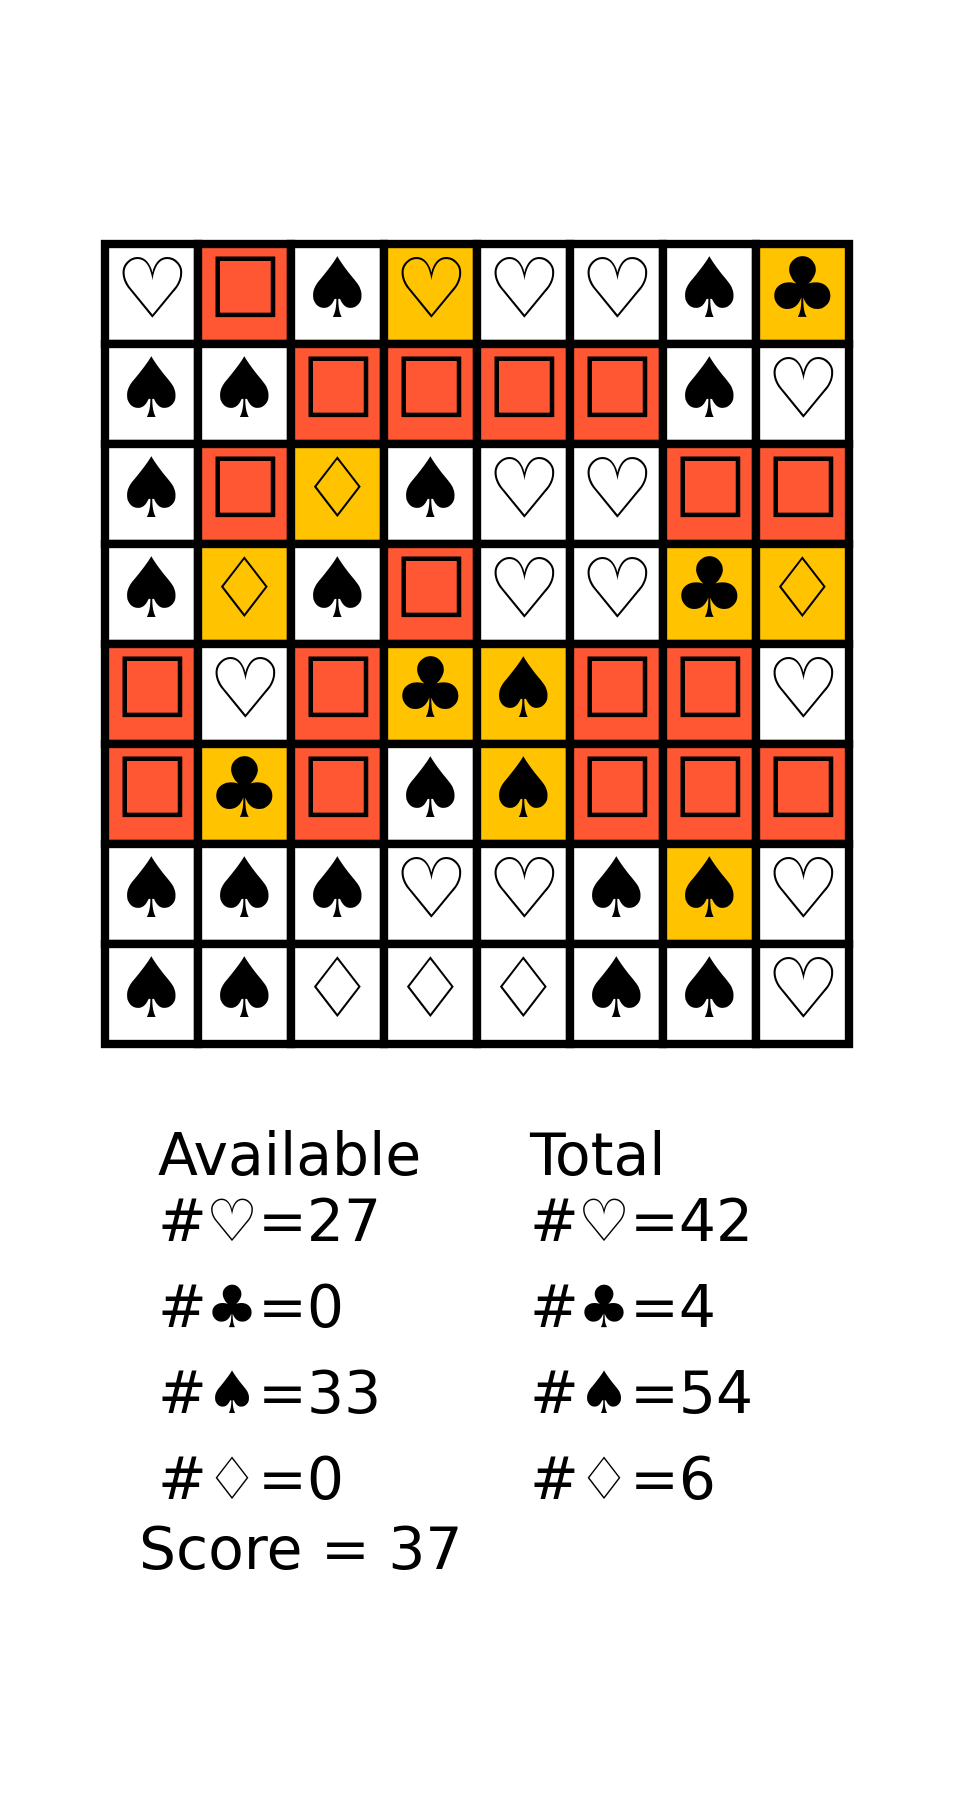 ♡ □ ♠ ♡ ♡ ♡ ♠ ♣
♠ ♠ □ □ □ □ ♠ ♡
♠ □ ♢ ♠ ♡ ♡ □ □
♠ ♢ ♠ □ ♡ ♡ ♣ ♢
□ ♡ □ ♣ ♠ □ □ ♡
□ ♣ □ ♠ ♠ □ □ □
♠ ♠ ♠ ♡ ♡ ♠ ♠ ♡
♠ ♠ ♢ ♢ ♢ ♠ ♠ ♡
Available Total
#♡=27 #♡=42
#♣=0 #♣=4
#♠=33 #♠=54
#♢=0 #♢=6
Score = 37